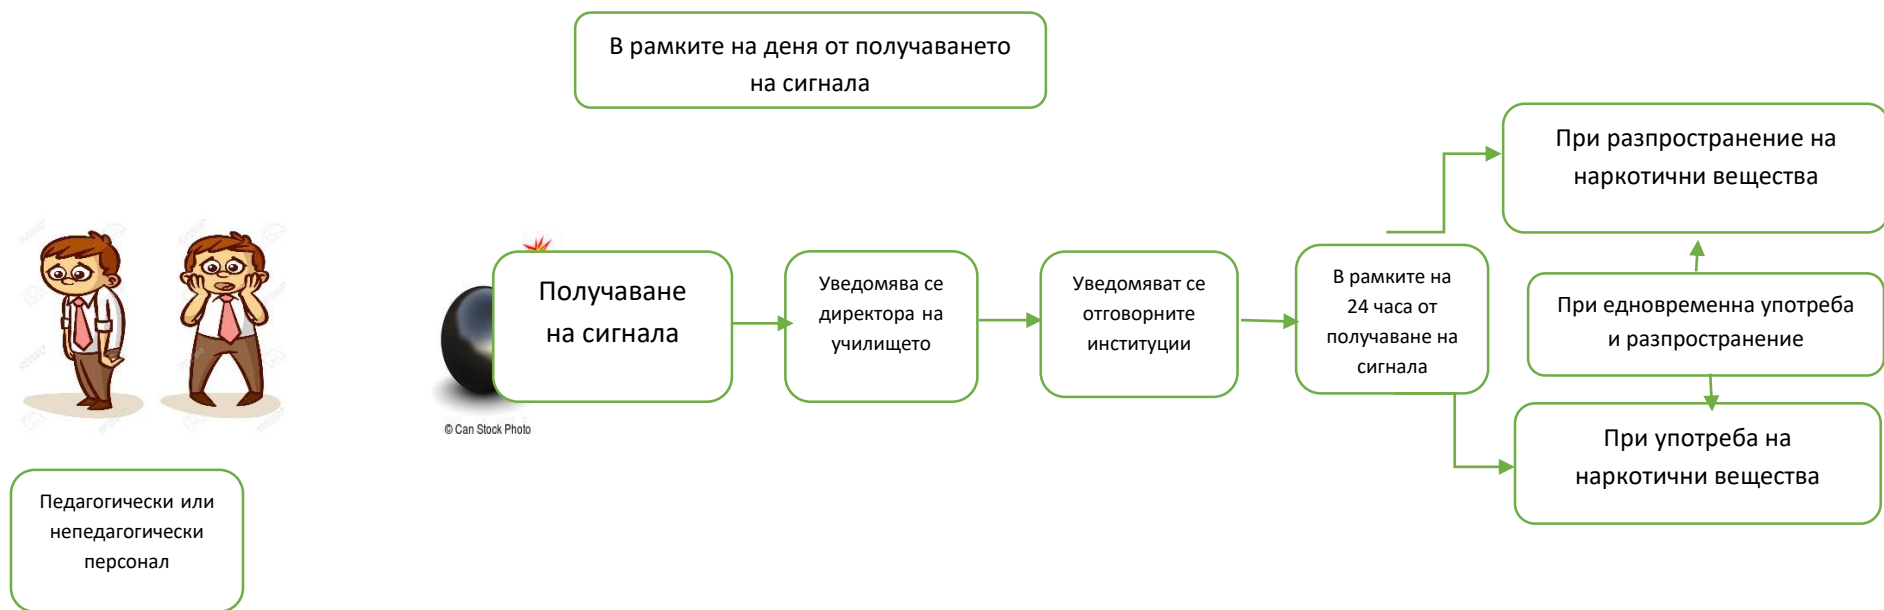 В рамките на деня от получаването
на сигнала
При разпространение на
наркотични вещества
Получаване
на сигнала
Уведомява се
директора на
училището
Уведомяват се
отговорните
институции
В рамките на
24 часа от
получаване на
сигнала
При едновременна употреба
и разпространение
При употреба на
наркотични вещества
© Can Stock Photo
Педагогически или
непедагогически
персонал